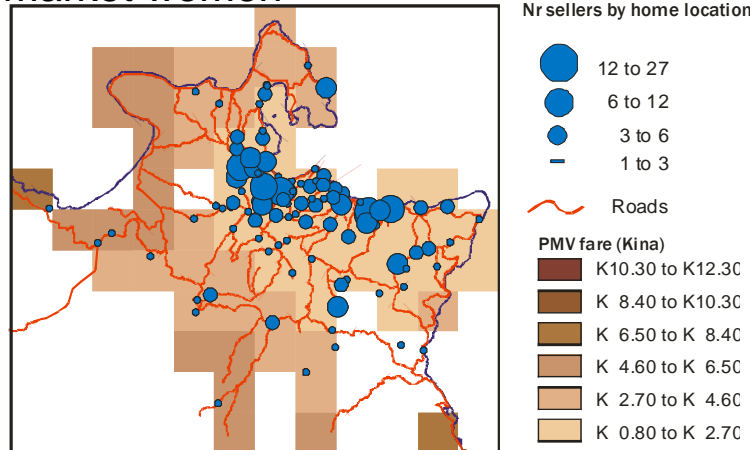 market women
Nr sellers by home location
12 to 27
6 to 12
3 to 6
1 to 3
Roads
PMV fare (Kina)
K10.30 to K12.30
K 8.40 to K10.30
K 6.50 to K 8.40
K 4.60 to K 6.50
K 2.70 to K 4.60
K 0.80 to K 2.70